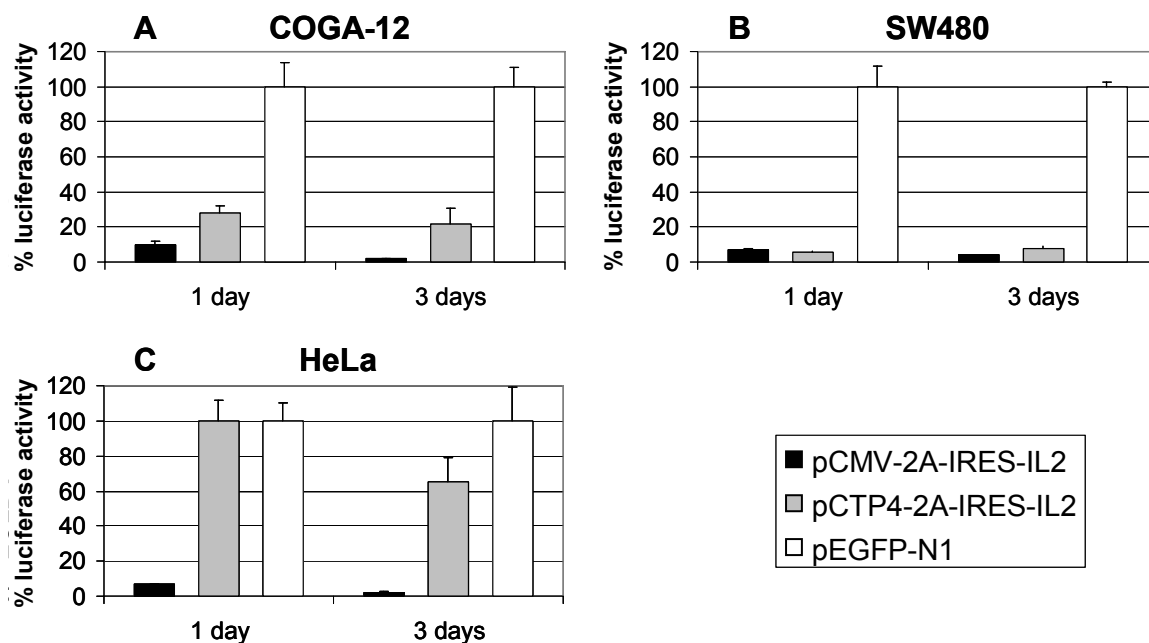 A COGA-12
120
100
80
60
40
20
0
% luciferase activity
1 day 3 days
B SW480
120
100
80
60
40
20
0
% luciferase activity
1 day 3 days
C HeLa
120
100
80
60
40
20
0
% luciferase activity
1 day 3 days
pCMV-2A-IRES-IL2
pCTP4-2A-IRES-IL2
pEGFP-N1